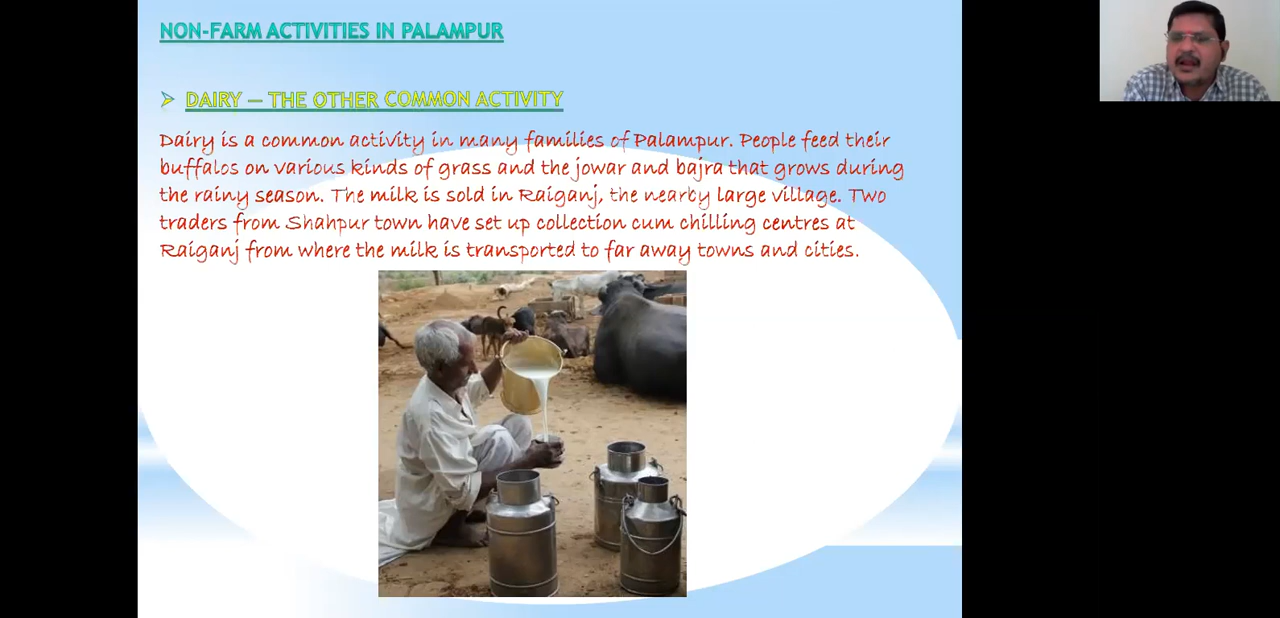 NON-FARM ACTIVITIES IN PALAMPUR
DAIRY – THE OTHER COMMON ACTIVITY
Dairy is a common activity in many families of Palampur. People feed their
buffalos on various kinds of grass and the jowar and bajra that grows during
the rainy season. The milk is sold in Raiganj, the nearby large village. Two
traders from Shahpur town have set up collection cum chilling centres at
Raiganj from where the milk is transported to far away towns and cities.